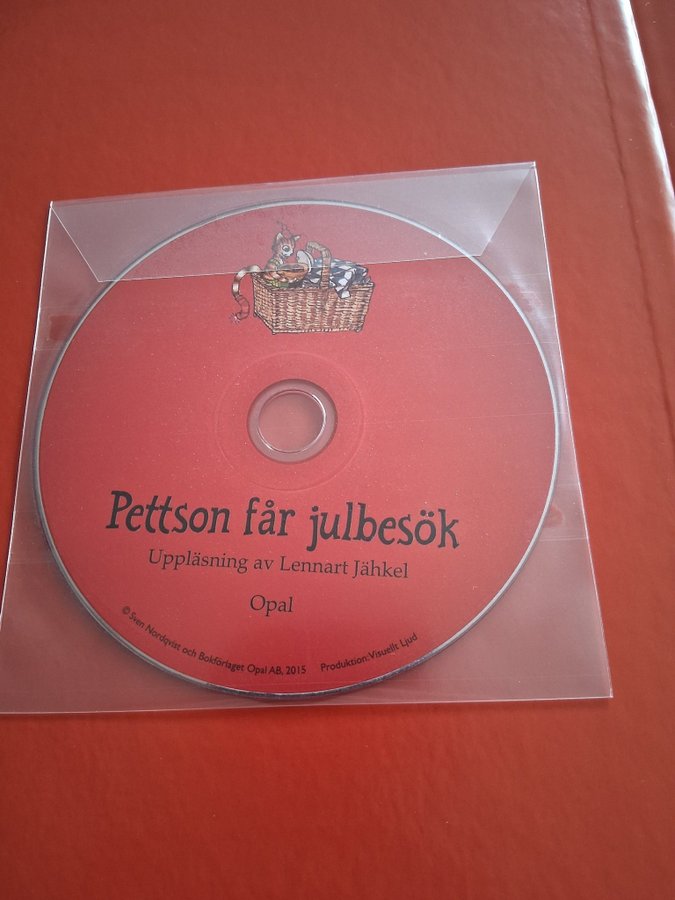 Pettson får julbesök
Uppläsning av Lennart Jähkel
Opal
© Sven Nordqvist och Bokförlaget Opal AB, 2015 Produktion: Visuellt Ljud